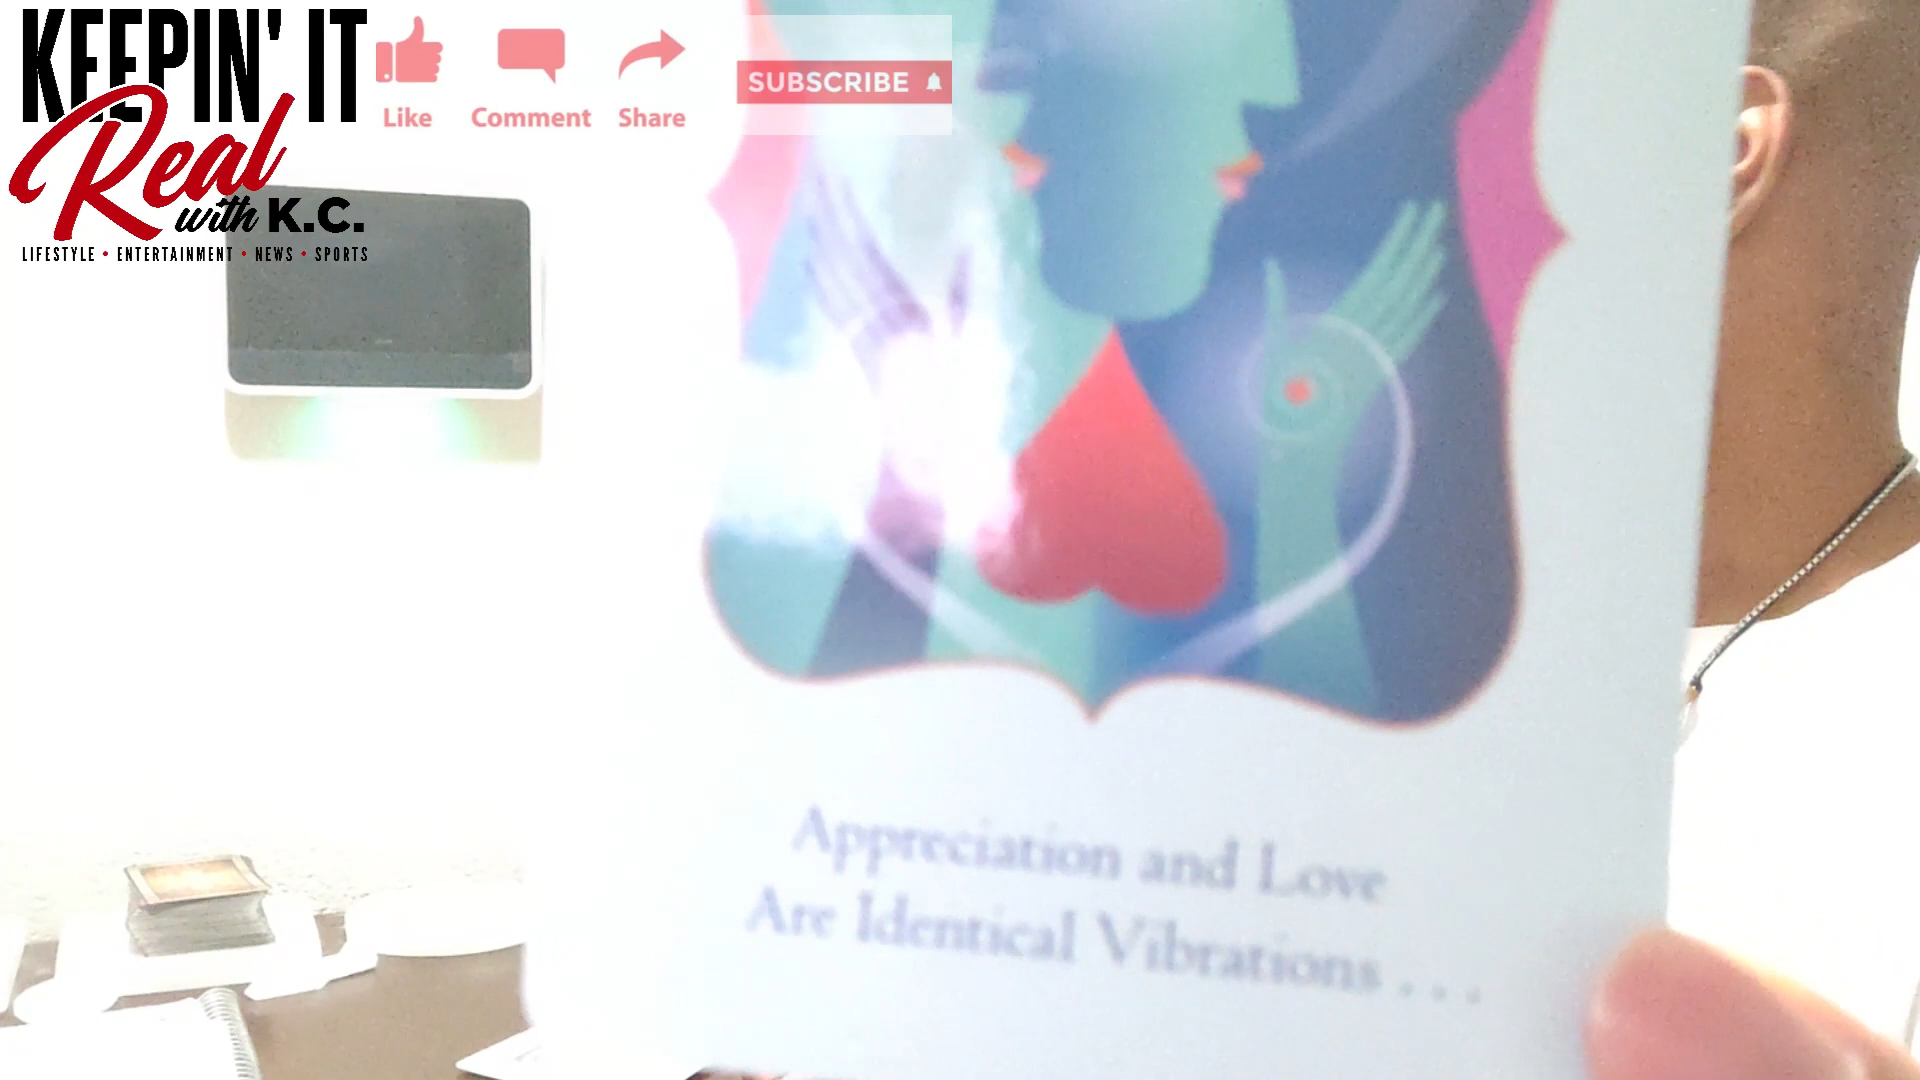 KEEPIN' IT
Real
with K.C.
LIFESTYLE • ENTERTAINMENT • NEWS • SPORTS
Like
Comment
Share
SUBSCRIBE
Appreciation and Love
Are Identical Vibrations . . .